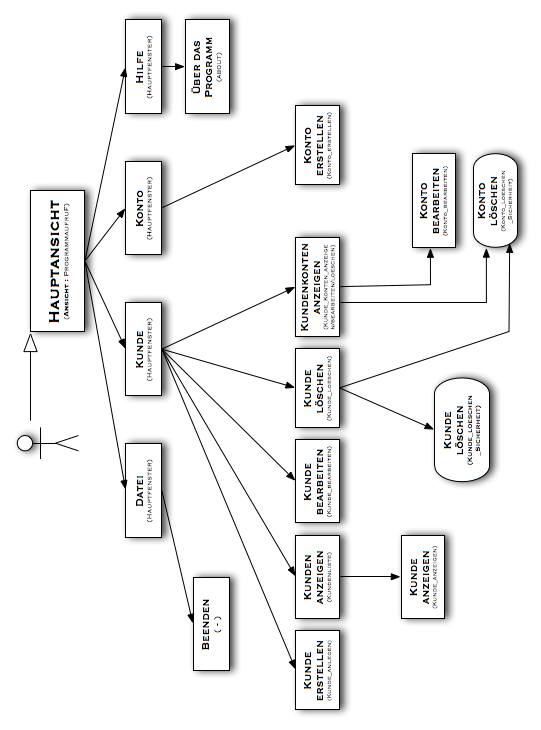 Hauptansicht
(Ansicht : Programmaufruf)
Datei
(Hauptfenster)
Kunde
(Hauptfenster)
Konto
(Hauptfenster)
Hilfe
(Hauptfenster)
Beenden
( - )
Über das
Programm
(About)
Kunde
erstellen
(Kunde_anlegen)
Kunden
anzeigen
(Kundenliste)
Kunde
bearbeiten
(Kunde_bearbeiten)
Kunde
löschen
(Kunde_loeschen)
Kundenkonten
anzeigen
(Kunde_Konten_anzeige
n/bearbeiten/loeschen)
Konto
erstellen
(Konto_erstellen)
Kunde
anzeigen
(Kunde_anzeigen)
Kunde
löschen
(Kunde_loeschen
_Sicherheit)
Konto
bearbeiten
(Konto_bearbeiten)
Konto
löschen
(Konto_loeschen
_Sicherheit)